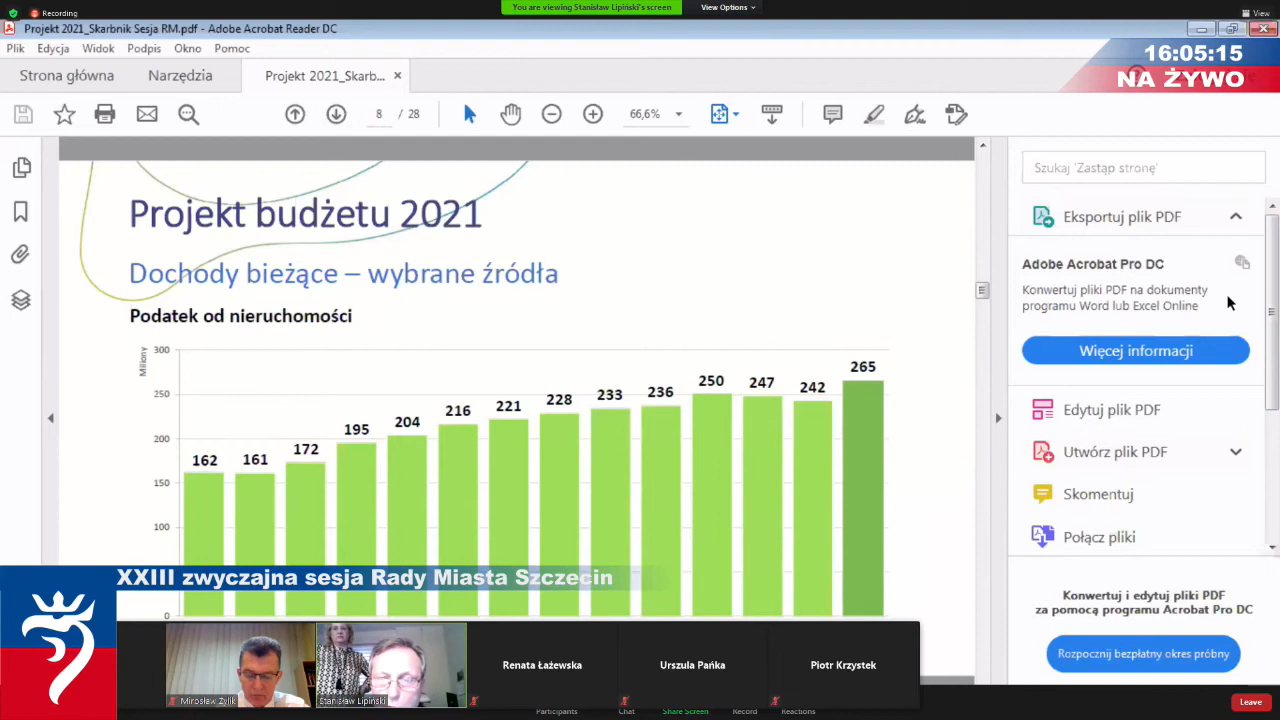 Recording
You are viewing Stanisław Lipiński's screen
View Options
View
Projekt 2021_Skarbnik Sesja RM.pdf - Adobe Acrobat Reader DC
Plik Edycja Widok Podpis Okno Pomoc
16:05:15
NA ŻYWO
Strona główna Narzędzia Projekt 2021_Skarb... ×
8 / 28
66,6%
Projekt budżetu 2021
Dochody bieżące – wybrane źródła
Podatek od nieruchomości
Miliony
300
250
200
150
100
0
162 161 172 195 204 216 221 228 233 236 250 247 242 265
Szukaj 'Zastąp stronę'
Eksportuj plik PDF
Adobe Acrobat Pro DC
Konwertuj pliki PDF na dokumenty
programu Word lub Excel Online
Więcej informacji
Edytuj plik PDF
Utwórz plik PDF
Skomentuj
Połącz pliki
Konwertuj i edytuj pliki PDF
za pomocą programu Acrobat Pro DC
Rozpocznij bezpłatny okres próbny
XXIII zwyczajna sesja Rady Miasta Szczecin
Mirosław Żylik
Stanisław Lipiński
Renata Łażewska
Urszula Pańka
Piotr Krzystek
Participants Chat Share Screen Record Reactions
Leave